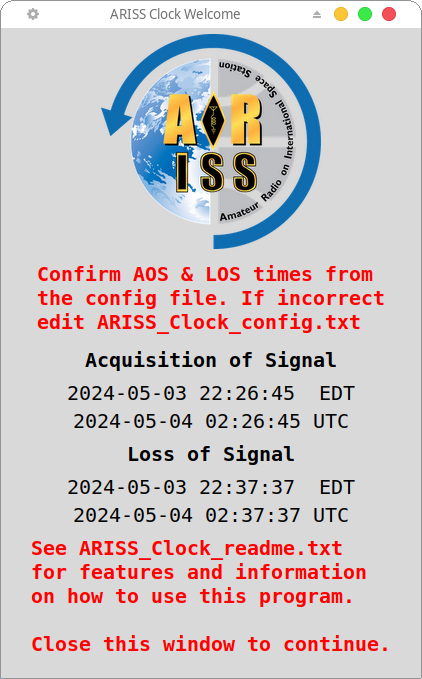 ARISS Clock Welcome
Amateur Radio on International Space Station
AR
ISS
Confirm AOS & LOS times from
the config file. If incorrect
edit ARISS_Clock_config.txt
Acquisition of Signal
2024-05-03 22:26:45  EDT
2024-05-04 02:26:45 UTC
Loss of Signal
2024-05-03 22:37:37  EDT
2024-05-04 02:37:37 UTC
See ARISS_Clock_readme.txt
for features and information
on how to use this program.
Close this window to continue.